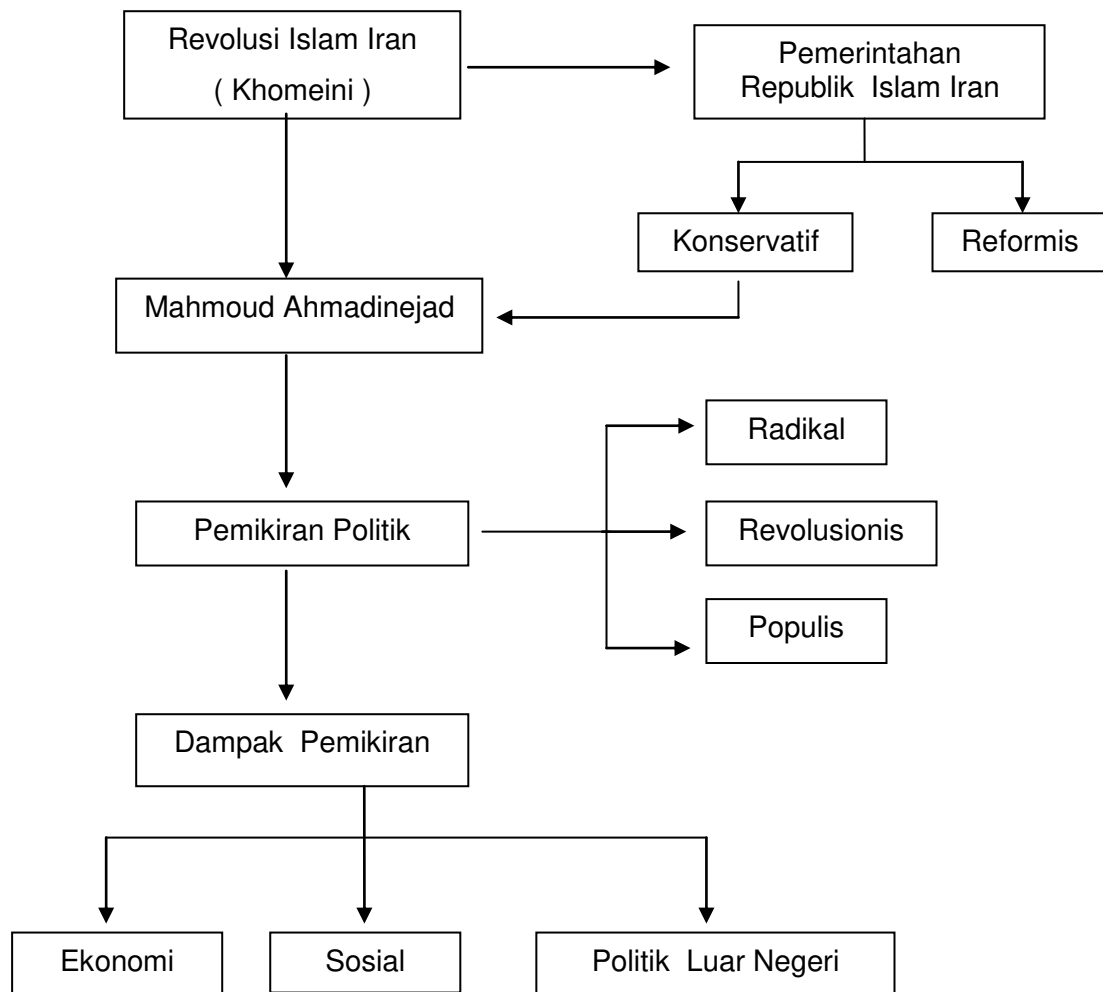 Revolusi Islam Iran
( Khomeini )
Pemerintahan
Republik Islam Iran
Konservatif
Reformis
Mahmoud Ahmadinejad
Radikal
Pemikiran Politik
Revolusionis
Populis
Dampak Pemikiran
Ekonomi
Sosial
Politik Luar Negeri